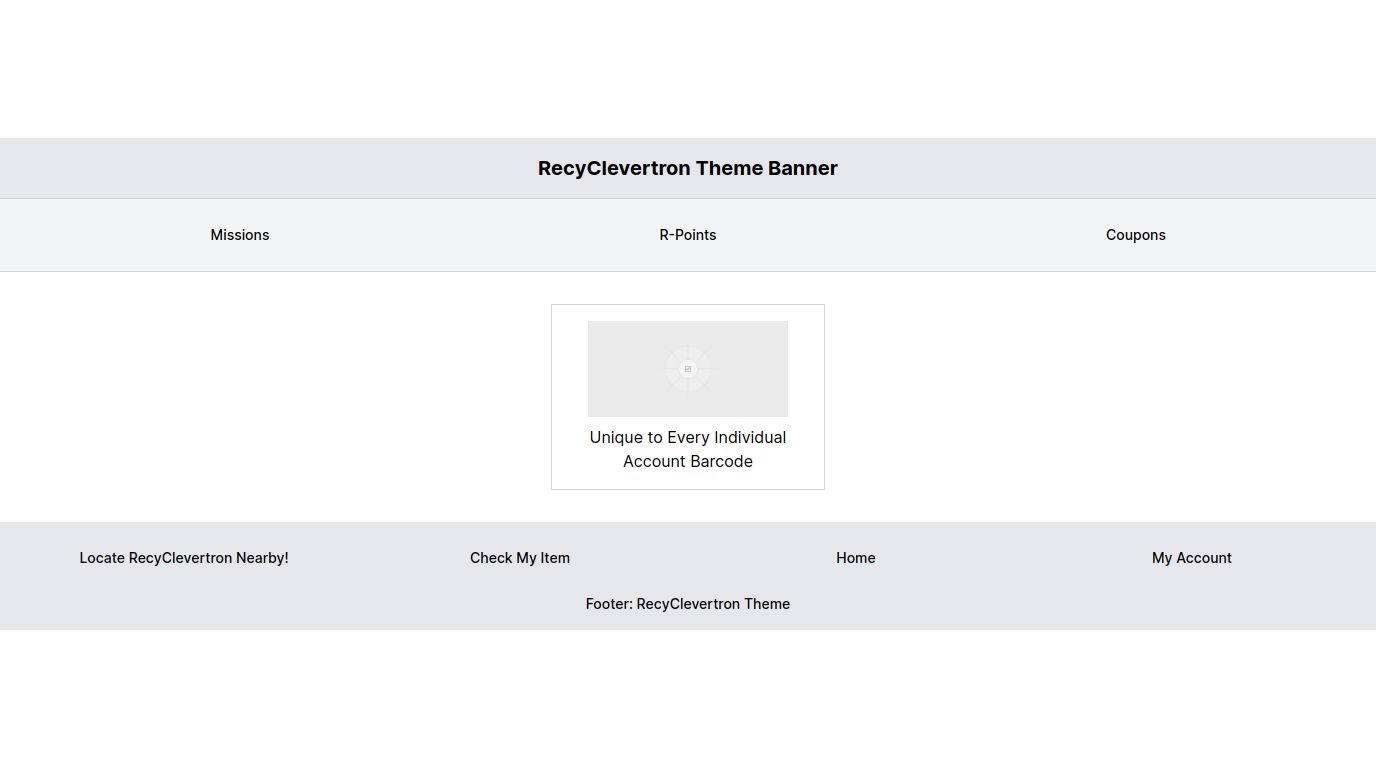 RecyClevertron Theme Banner
Missions
R-Points
Coupons
Unique to Every Individual
Account Barcode
Locate RecyClevertron Nearby!
Check My Item
Home
My Account
Footer: RecyClevertron Theme